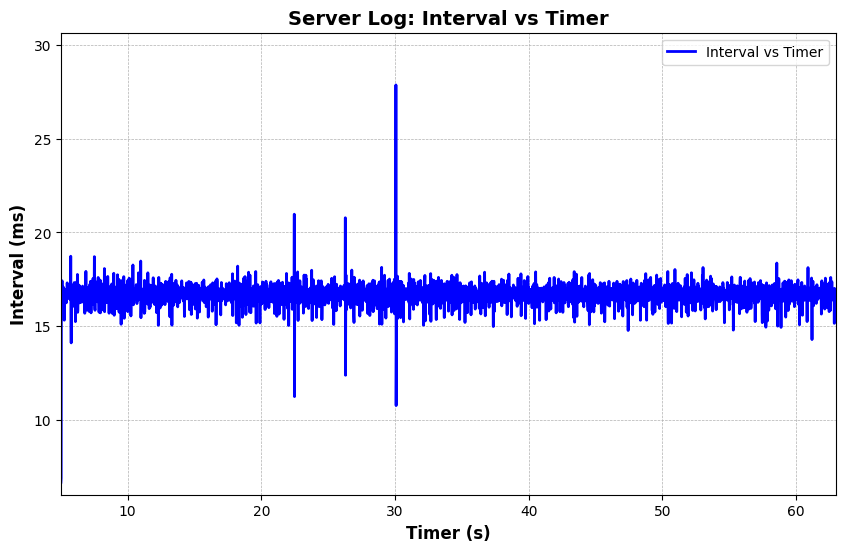 Server Log: Interval vs Timer
Interval vs Timer
30
25
20
15
10
Interval (ms)
10 20 30 40 50 60
Timer (s)